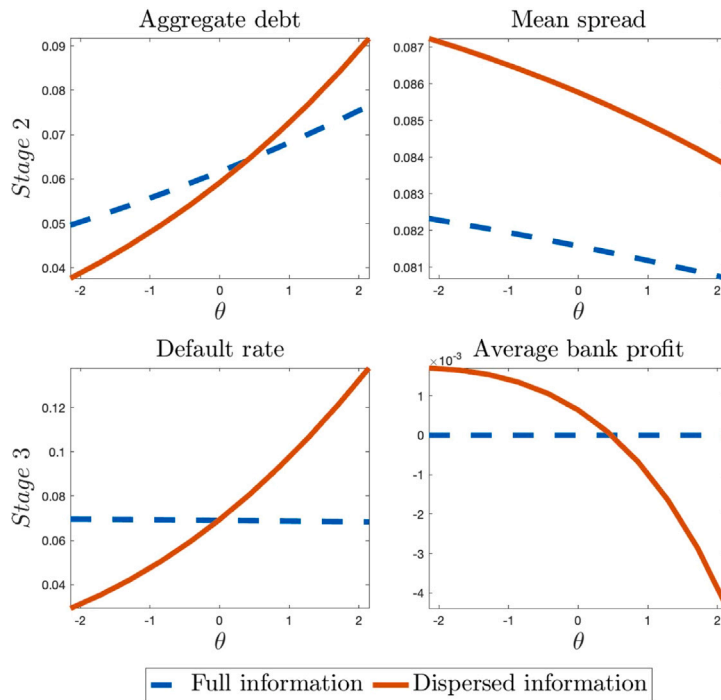 Aggregate debt
Mean spread
Stage 2
0.09
0.08
0.07
0.06
0.05
0.04
-2 -1 0 1 2
θ
0.087
0.086
0.085
0.084
0.083
0.082
0.081
-2 -1 0 1 2
θ
Default rate
Average bank profit
Stage 3
0.12
0.1
0.08
0.06
0.04
-2 -1 0 1 2
θ
×10-3
1
0
-1
-2
-3
-4
-2 -1 0 1 2
θ
Full information Dispersed information